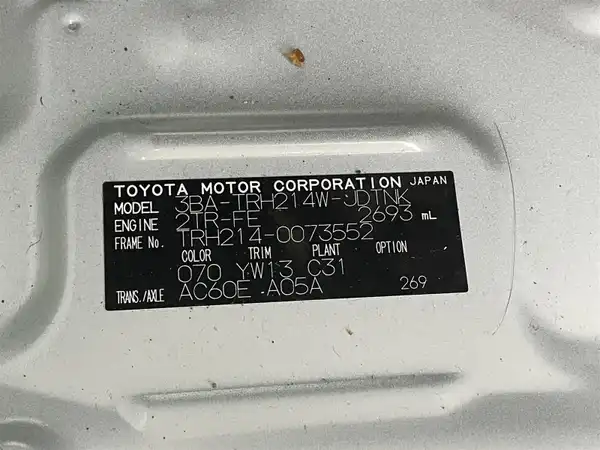 TOYOTA MOTOR CORPORATION JAPAN
MODEL 3BA-TRH214W-JDTNK
ENGINE 2TR-FE 2693 mL
FRAME No. TRH214-0073552
COLOR TRIM PLANT OPTION
070 YW13 C31
TRANS./AXLE AC60E A05A 269